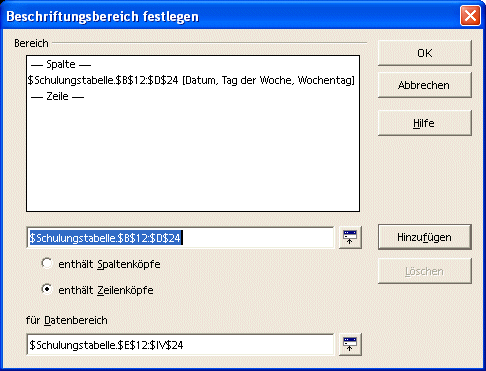 Beschriftungsbereich festlegen
Bereich
— Spalte —
$Schulungstabelle.$B$12:$D$24 [Datum, Tag der Woche, Wochentag]
— Zeile —
OK
Abbrechen
Hilfe
$Schulungstabelle.$B$12:$D$24
Hinzufügen
enthält Spaltenköpfe
Löschen
enthält Zeilenköpfe
für Datenbereich
$Schulungstabelle.$E$12:$IV$24